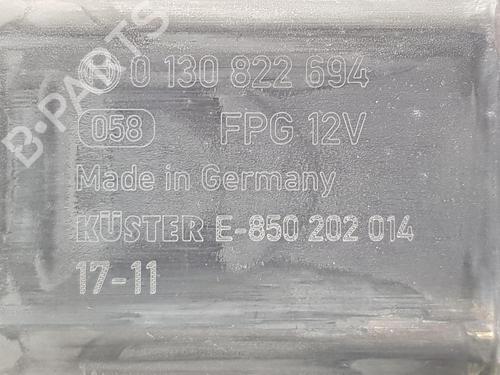 0 130 822 694
058 FPG 12V
Made in Germany
KÜSTER E-850 202 014
17-11
B-PARTS